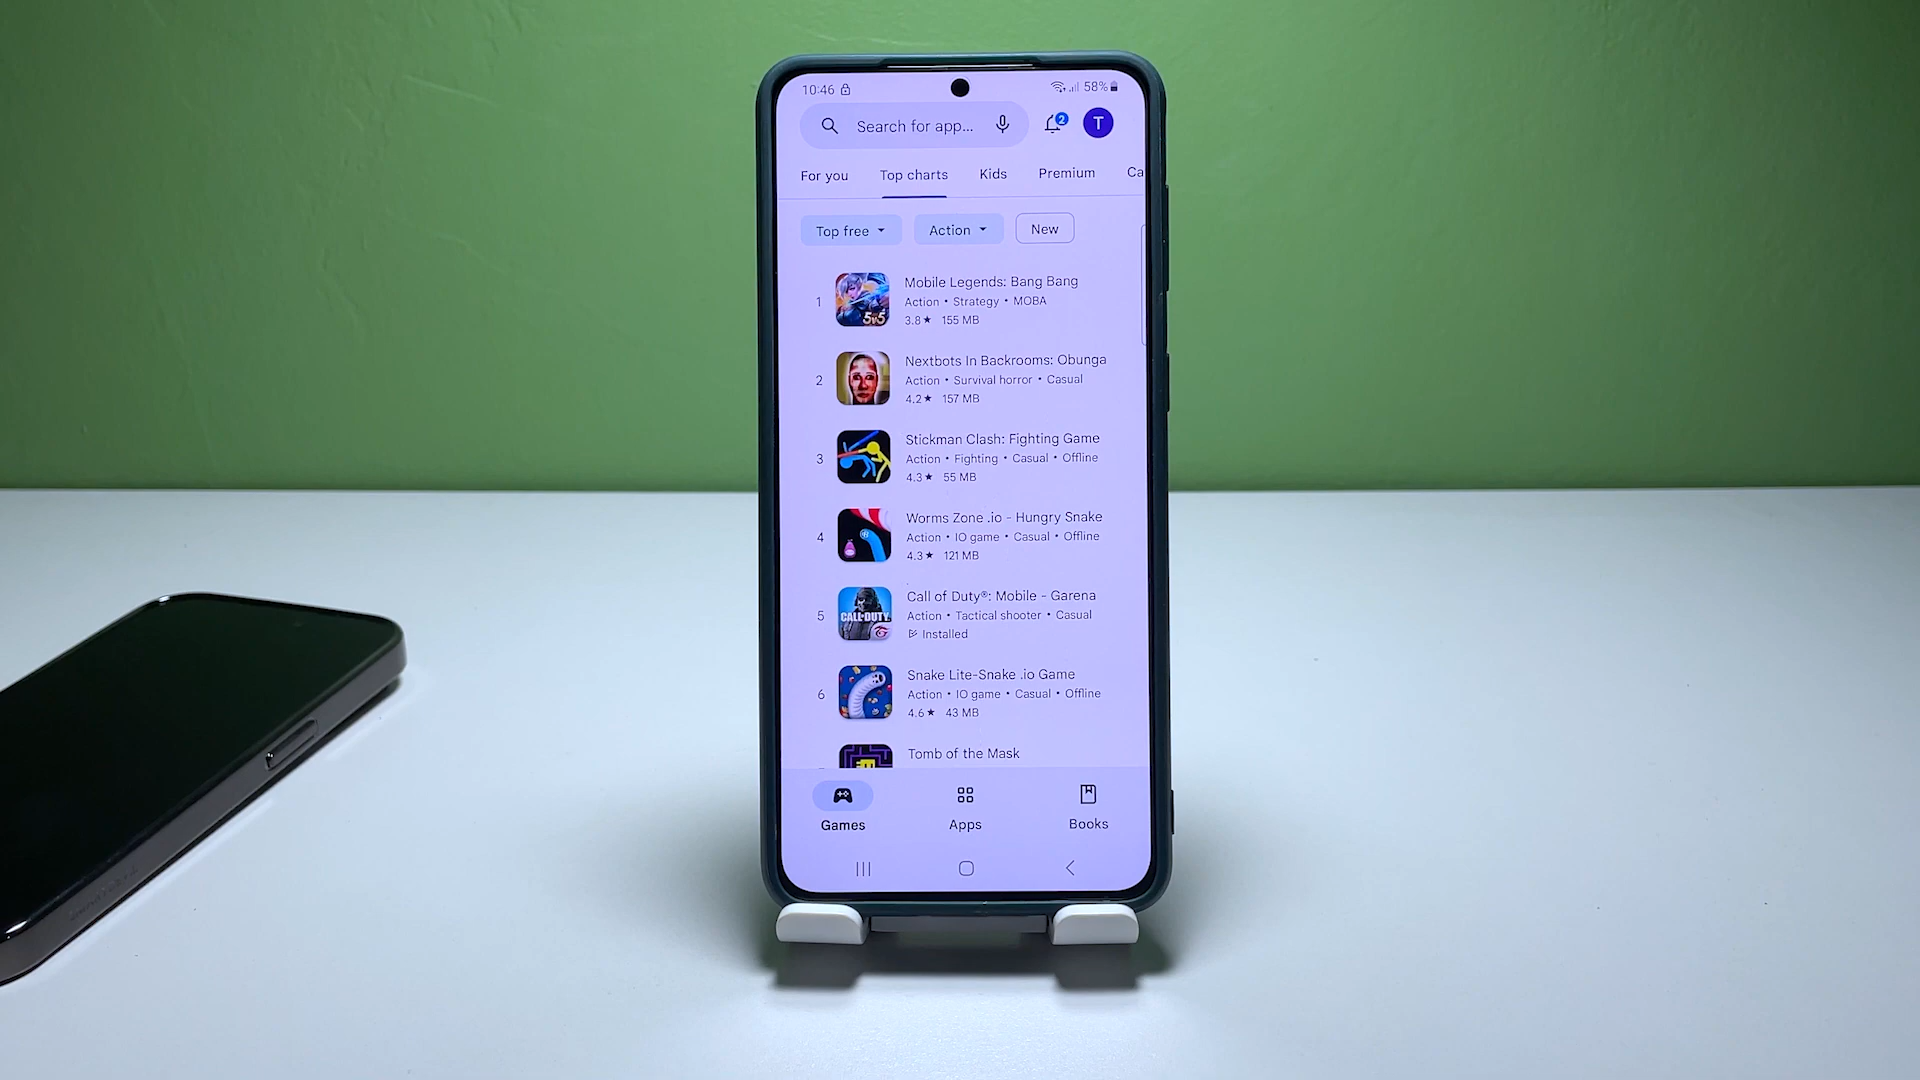 10:46 58%
Search for app... 2 T
For you Top charts Kids Premium Ca
Top free Action New
1 Mobile Legends: Bang Bang
Action • Strategy • MOBA
5v5
3.8★ 155 MB
2 Nextbots In Backrooms: Obunga
Action • Survival horror • Casual
4.2★ 157 MB
3 Stickman Clash: Fighting Game
Action • Fighting • Casual • Offline
4.3★ 55 MB
4 Worms Zone .io - Hungry Snake
Action • IO game • Casual • Offline
4.3★ 121 MB
5 Call of Duty®: Mobile - Garena
Action • Tactical shooter • Casual
CALL OF DUTY
Installed
6 Snake Lite-Snake .io Game
Action • IO game • Casual • Offline
4.6★ 43 MB
Tomb of the Mask
Games Apps Books